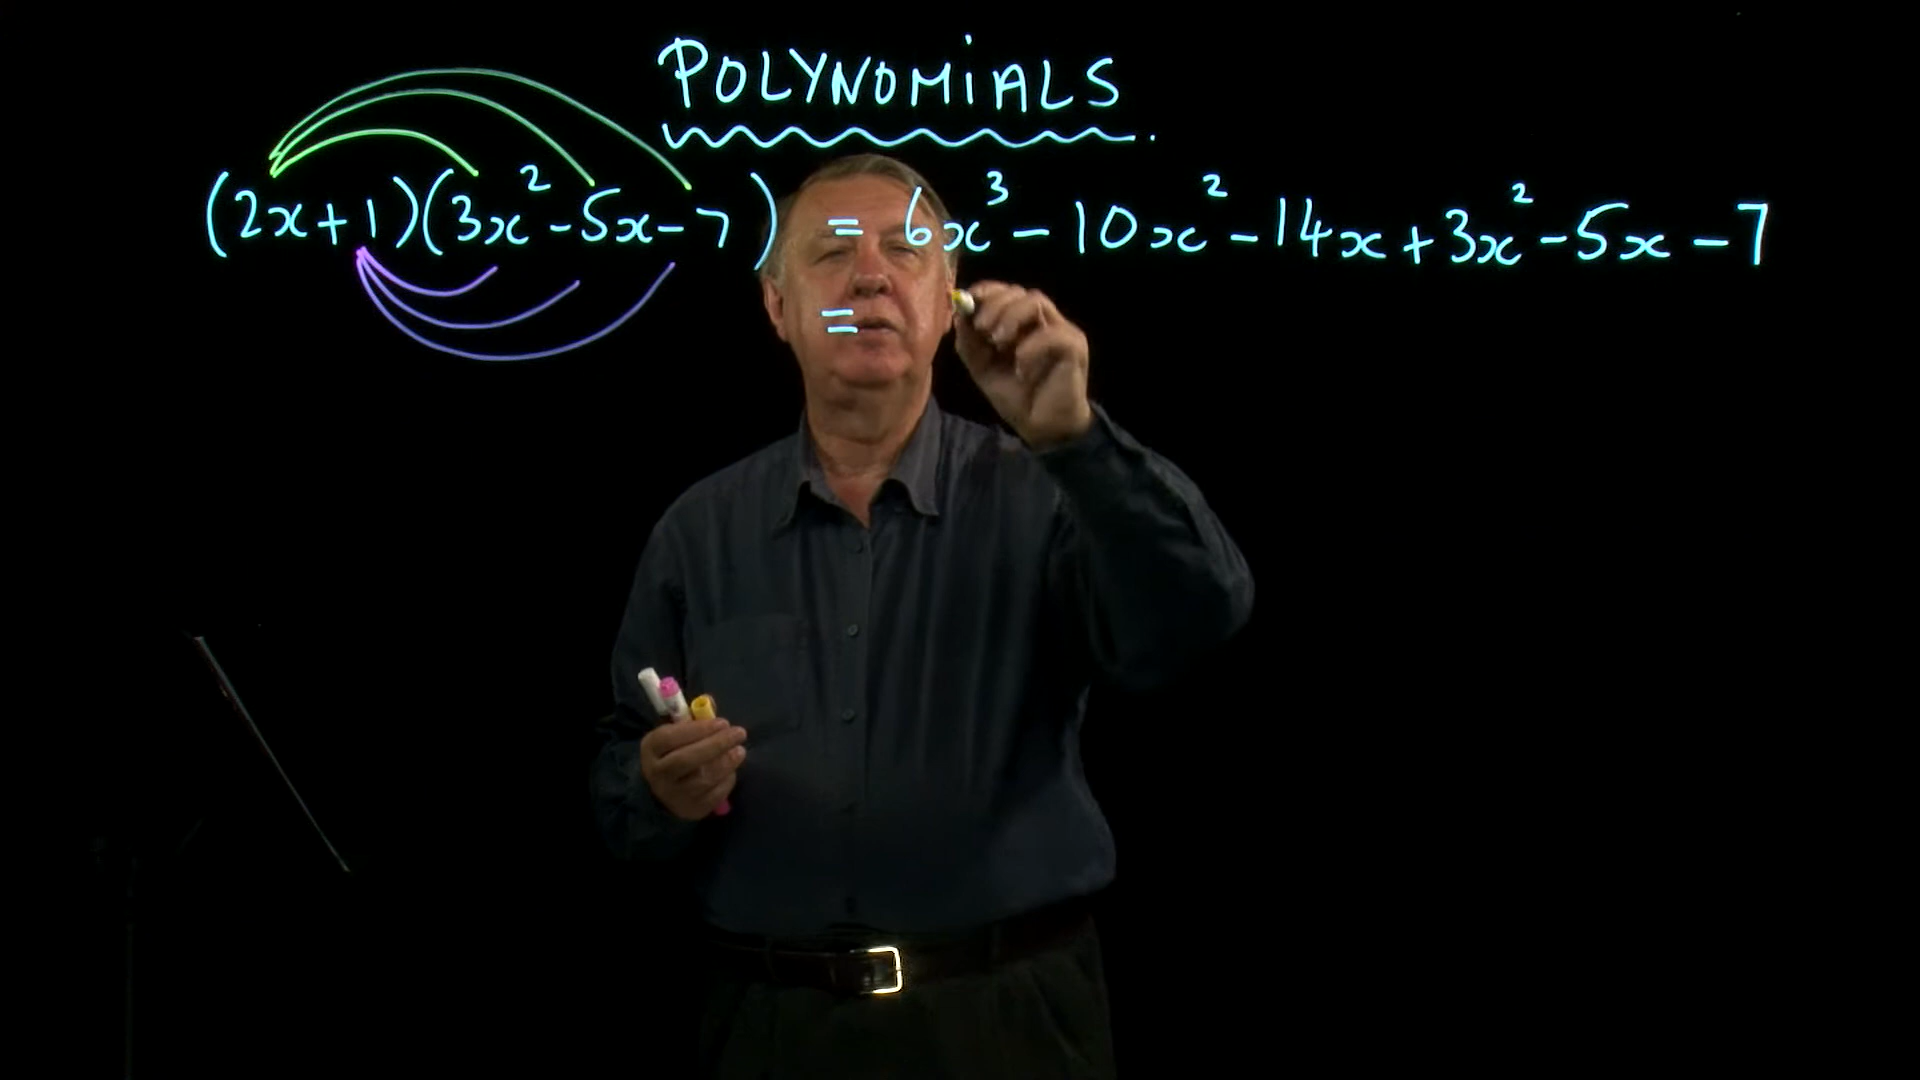 POLYNOMIALS.
(2x+1)(3x²-5x-7) = 6x³-10x²-14x+3x²-5x-7
=